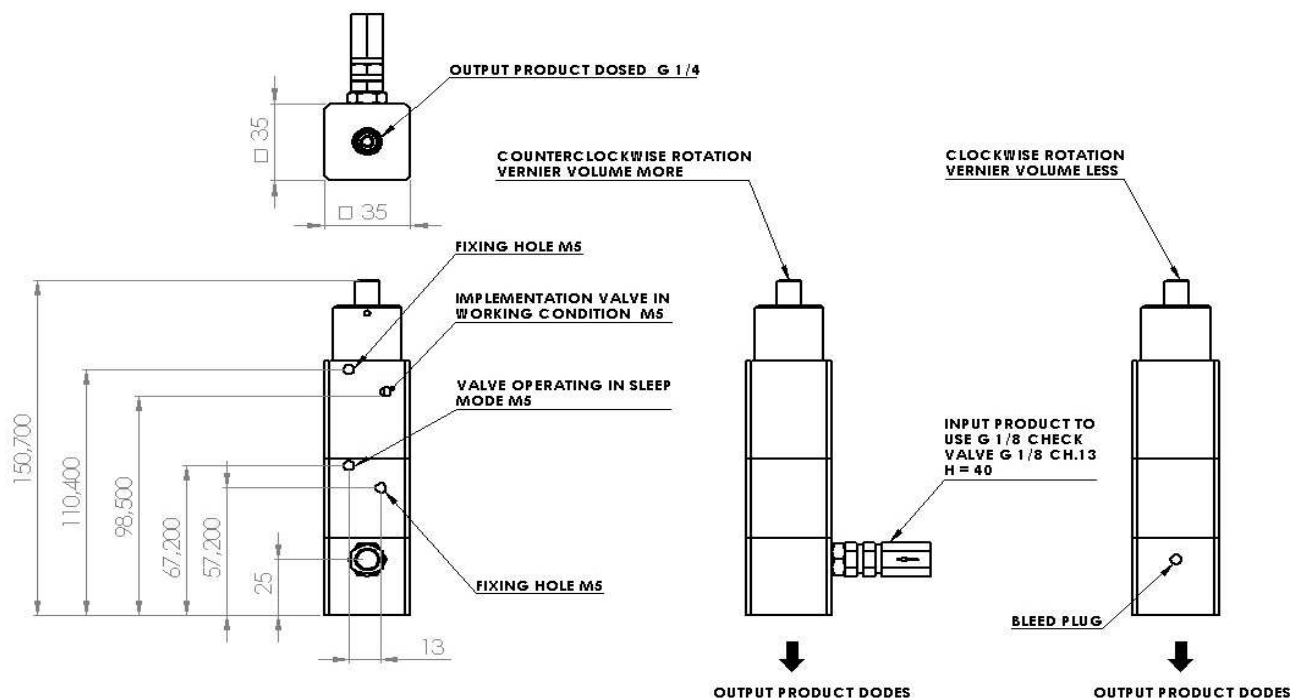 OUTPUT PRODUCT DOSED G 1/4
□ 35
□ 35
COUNTERCLOCKWISE ROTATION
VERNIER VOLUME MORE
CLOCKWISE ROTATION
VERNIER VOLUME LESS
FIXING HOLE M5
IMPLEMENTATION VALVE IN
WORKING CONDITION M5
VALVE OPERATING IN SLEEP
MODE M5
INPUT PRODUCT TO
USE G 1/8 CHECK
VALVE G 1/8 CH.13
H = 40
150,700
110,400
98,500
67,200
57,200
25
FIXING HOLE M5
13
BLEED PLUG
OUTPUT PRODUCT DODES
OUTPUT PRODUCT DODES